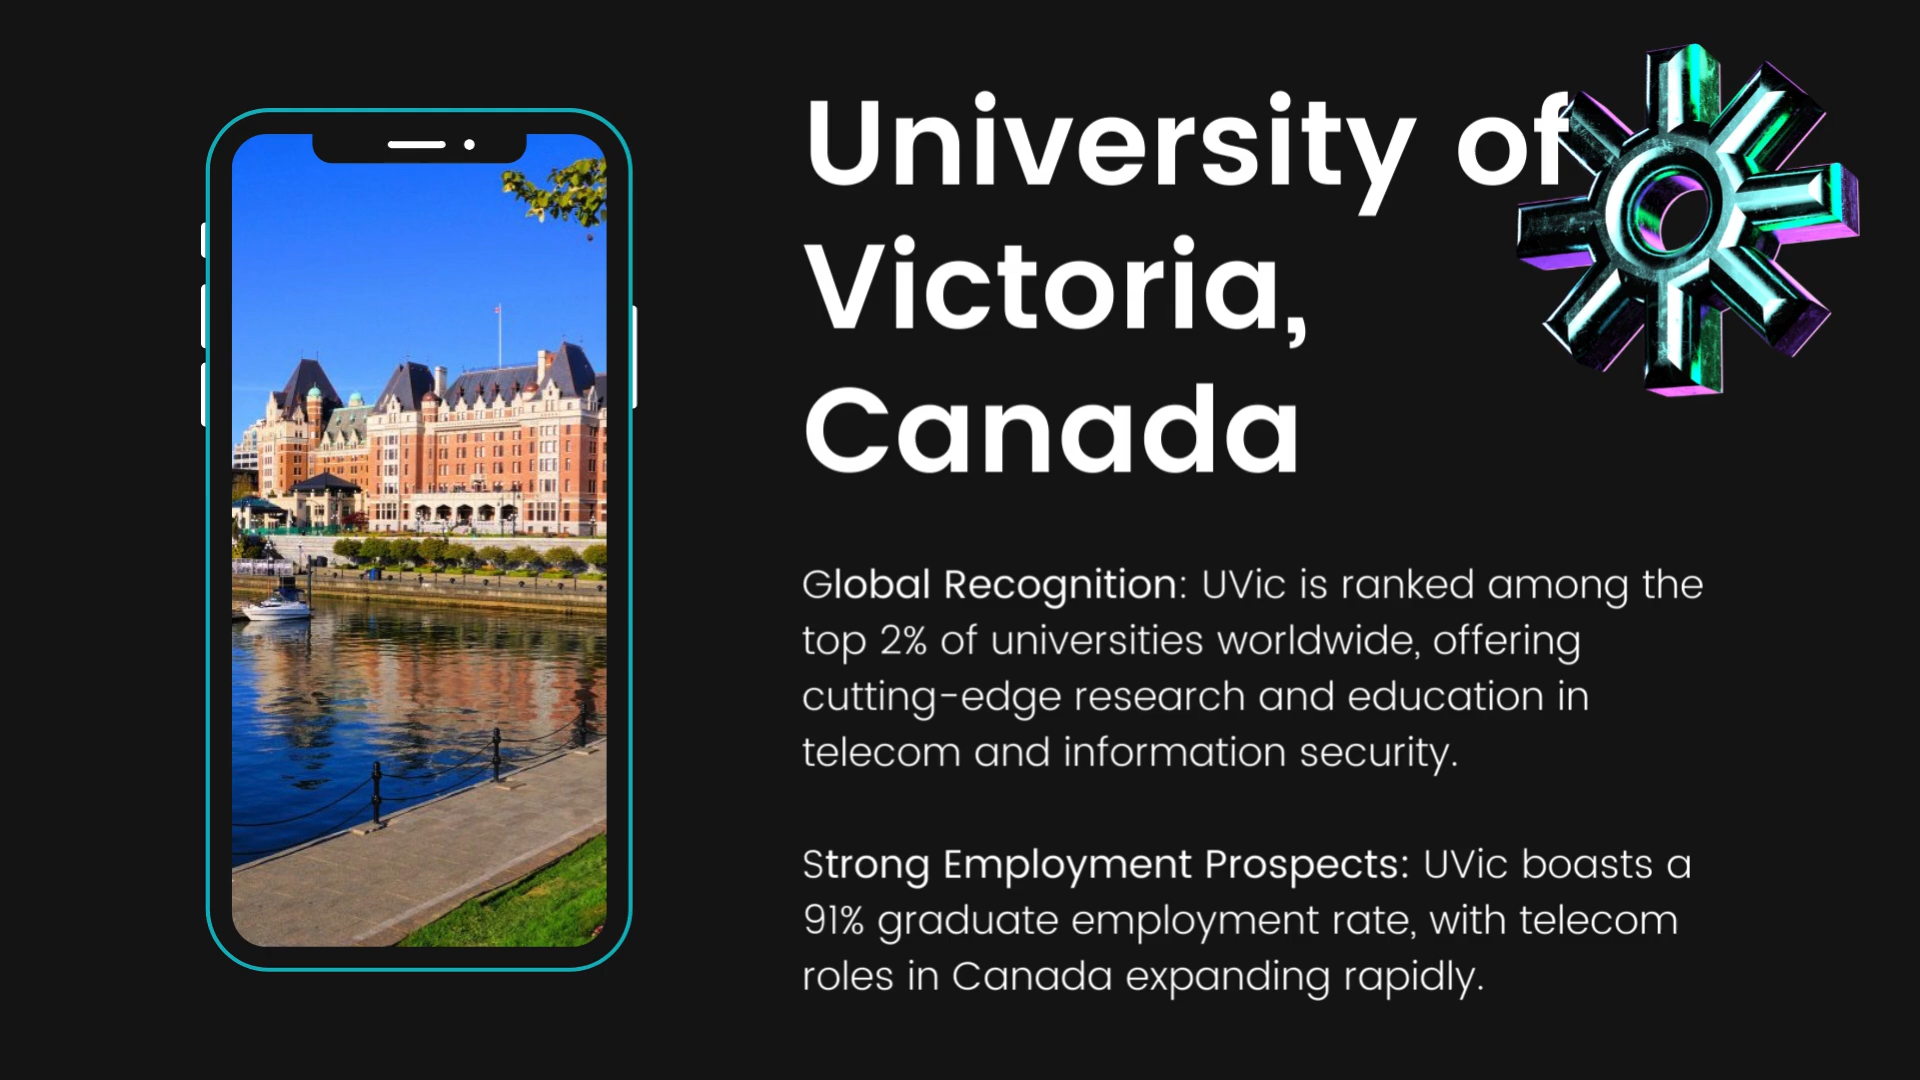 University of
Victoria,
Canada
Global Recognition: UVic is ranked among the
top 2% of universities worldwide, offering
cutting-edge research and education in
telecom and information security.
Strong Employment Prospects: UVic boasts a
91% graduate employment rate, with telecom
roles in Canada expanding rapidly.